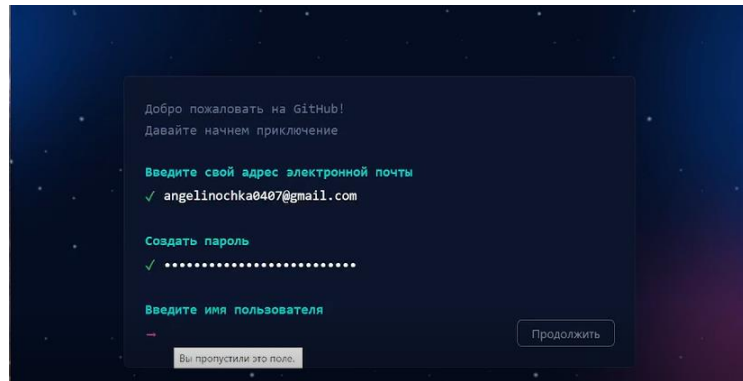 Добро пожаловать на GitHub!
Давайте начнем приключение
Введите свой адрес электронной почты
✓ angelinochka0407@gmail.com
Создать пароль
✓ ••••••••••••••••••••••••••
Введите имя пользователя
→
Продолжить
Вы пропустили это поле.